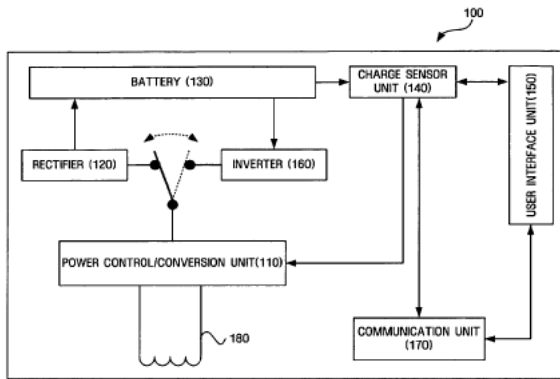 100
BATTERY (130)
CHARGE SENSOR
UNIT (140)
USER INTERFACE UNIT(150)
RECTIFIER (120)
INVERTER (160)
POWER CONTROL/CONVERSION UNIT(110)
180
COMMUNICATION UNIT
(170)